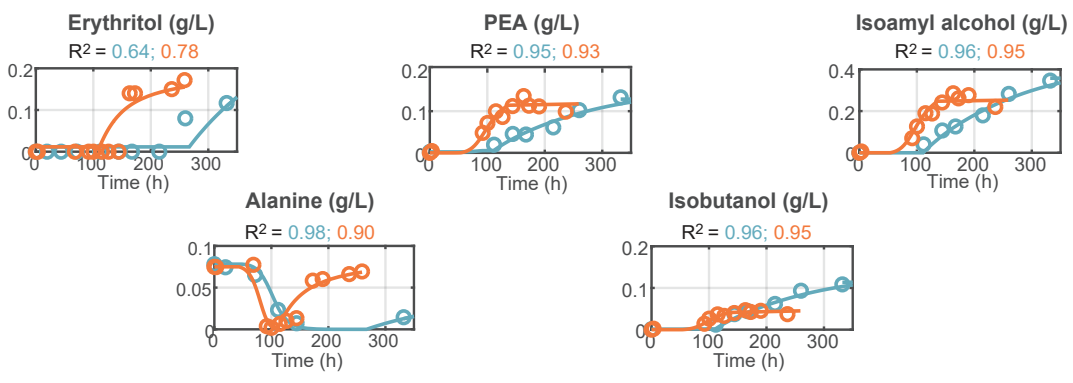 Erythritol (g/L)
R² = 0.64; 0.78
0.2
0.1
0
0 100 200 300
Time (h)
PEA (g/L)
R² = 0.95; 0.93
0.2
0.1
0
0 100 200 300
Time (h)
Isoamyl alcohol (g/L)
R² = 0.96; 0.95
0.4
0.2
0
0 100 200 300
Time (h)
Alanine (g/L)
R² = 0.98; 0.90
0.1
0.05
0
0 100 200 300
Time (h)
Isobutanol (g/L)
R² = 0.96; 0.95
0.2
0.1
0
0 100 200 300
Time (h)